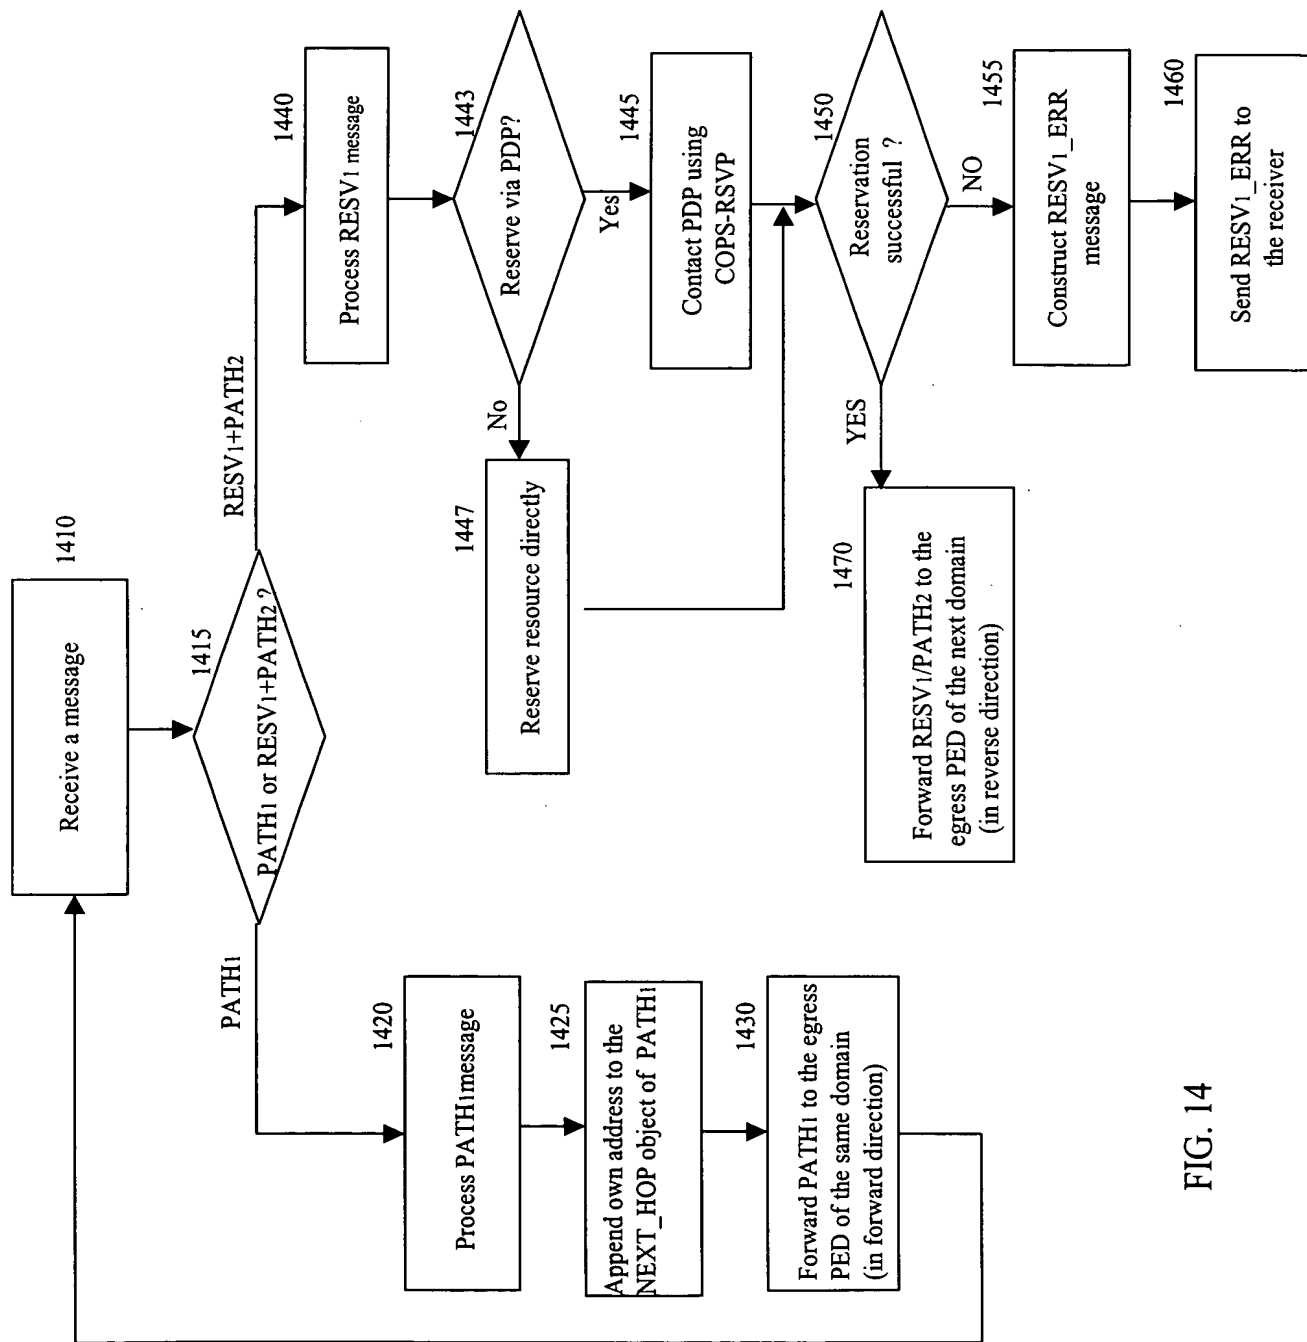 1410
Receive a message
1415
PATH1 or RESV1+PATH2 ?
PATH1
RESV1+PATH2
1420
Process PATH1message
1425
Append own address to the
NEXT_HOP object of PATH1
1430
Forward PATH1 to the egress
PED of the same domain
(in forward direction)
1440
Process RESV1 message
1443
Reserve via PDP?
No
Yes
1447
Reserve resource directly
1445
Contact PDP using
COPS-RSVP
1450
Reservation
successful ?
YES
NO
1470
Forward RESV1/PATH2 to the
egress PED of the next domain
(in reverse direction)
1455
Construct RESV1_ERR
message
1460
Send RESV1_ERR to
the receiver
FIG. 14